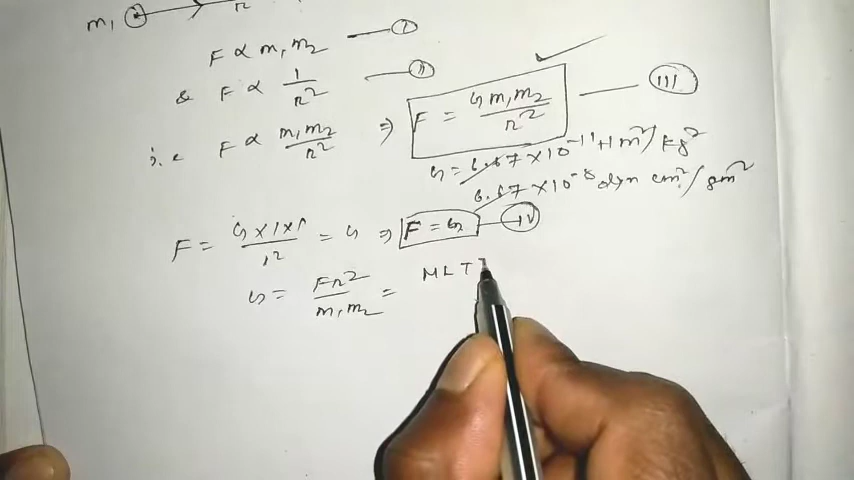 m₁ r
F ∝ m₁m₂ — I
& F ∝ 1/r² — II
i.e F ∝ m₁m₂/r² ⇒ F = G m₁m₂/r² — III
G = 6.67 × 10⁻¹¹ N m²/kg²
6.67 × 10⁻⁸ dyn cm²/gm²
F = G×1×1/1² = G ⇒ F = G — IV
G = Fr²/m₁m₂ = MLT⁻